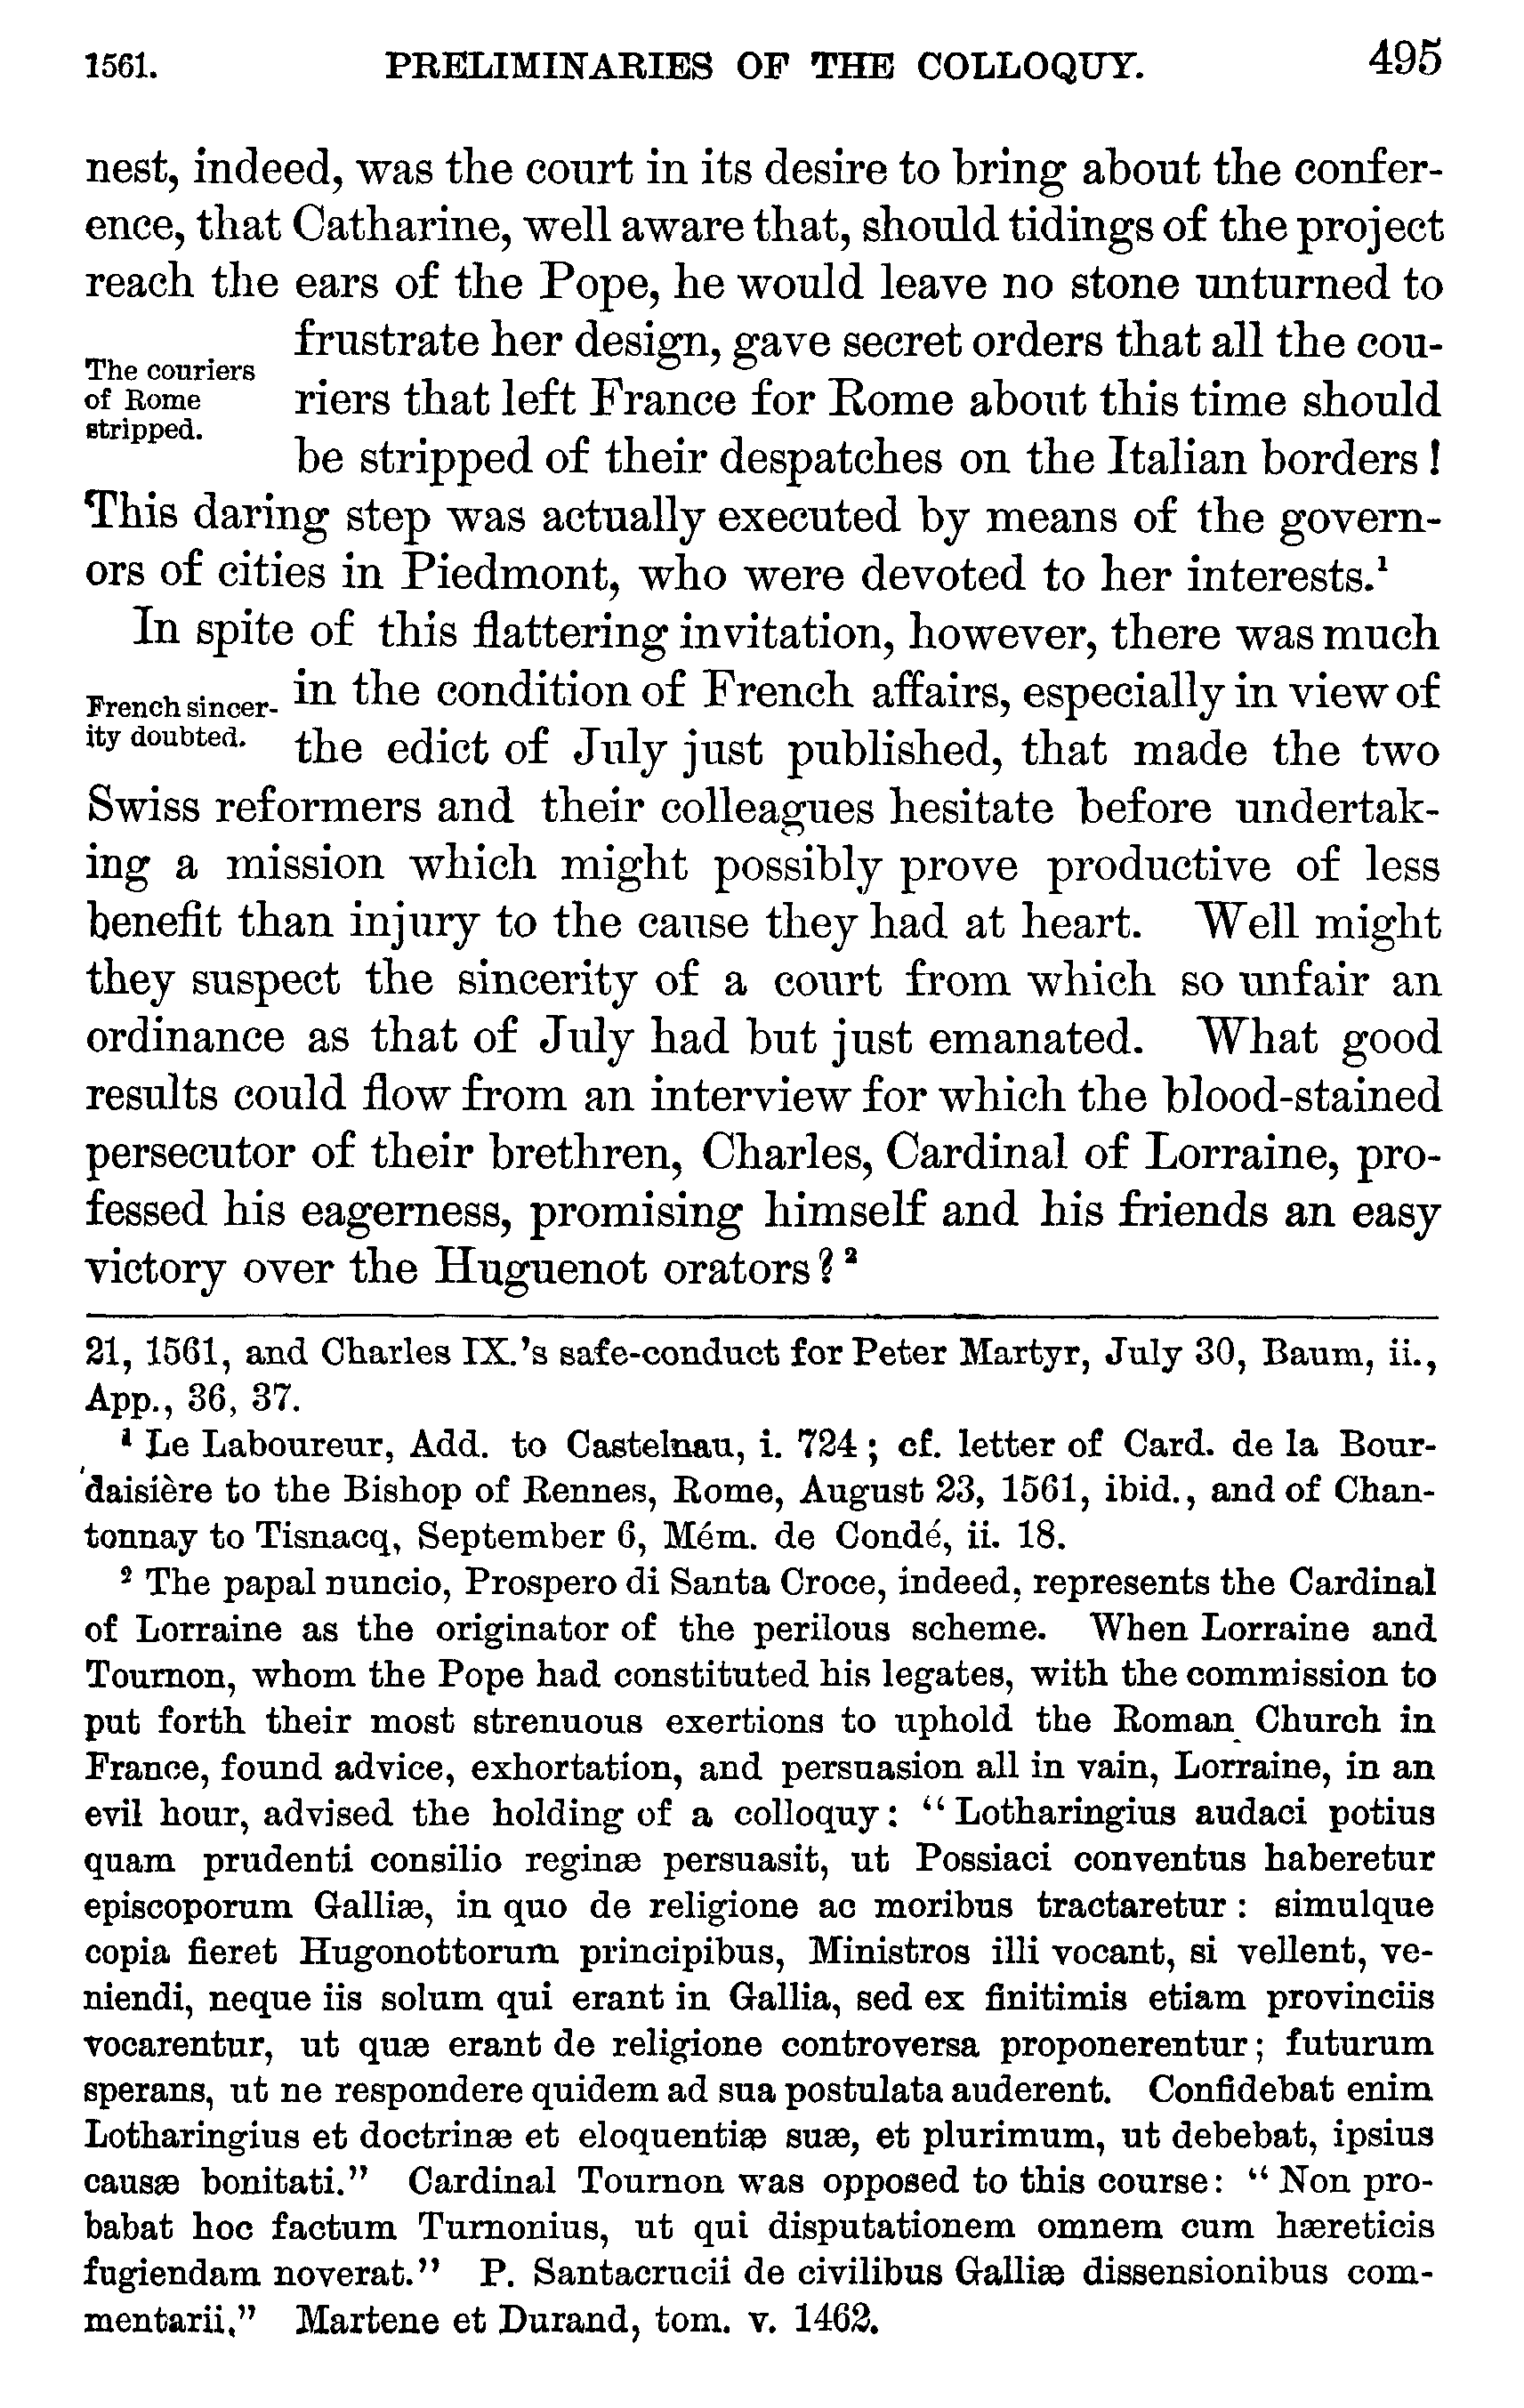 1561. PRELIMINARIES OF THE COLLOQUY. 495
nest, indeed, was the court in its desire to bring about the confer-
ence, that Catharine, well aware that, should tidings of the project
reach the ears of the Pope, he would leave no stone unturned to
frustrate her design, gave secret orders that all the cou-
The couriers
of Rome
stripped.
riers that left France for Rome about this time should
be stripped of their despatches on the Italian borders!
This daring step was actually executed by means of the govern-
ors of cities in Piedmont, who were devoted to her interests.¹
In spite of this flattering invitation, however, there was much
French sincer-
ity doubted.
in the condition of French affairs, especially in view of
the edict of July just published, that made the two
Swiss reformers and their colleagues hesitate before undertak-
ing a mission which might possibly prove productive of less
benefit than injury to the cause they had at heart. Well might
they suspect the sincerity of a court from which so unfair an
ordinance as that of July had but just emanated. What good
results could flow from an interview for which the blood-stained
persecutor of their brethren, Charles, Cardinal of Lorraine, pro-
fessed his eagerness, promising himself and his friends an easy
victory over the Huguenot orators?²
21, 1561, and Charles IX.'s safe-conduct for Peter Martyr, July 30, Baum, ii.,
App., 36, 37.
¹ Le Laboureur, Add. to Castelnau, i. 724; cf. letter of Card. de la Bour-
daisière to the Bishop of Rennes, Rome, August 23, 1561, ibid., and of Chan-
tonnay to Tisnacq, September 6, Mém. de Condé, ii. 18.
² The papal nuncio, Prospero di Santa Croce, indeed, represents the Cardinal
of Lorraine as the originator of the perilous scheme. When Lorraine and
Tournon, whom the Pope had constituted his legates, with the commission to
put forth their most strenuous exertions to uphold the Roman Church in
France, found advice, exhortation, and persuasion all in vain, Lorraine, in an
evil hour, advised the holding of a colloquy: "Lotharingius audaci potius
quam prudenti consilio reginæ persuasit, ut Possiaci conventus haberetur
episcoporum Galliæ, in quo de religione ac moribus tractaretur: simulque
copia fieret Hugonottorum principibus, Ministros illi vocant, si vellent, ve-
niendi, neque iis solum qui erant in Gallia, sed ex finitimis etiam provinciis
vocarentur, ut quæ erant de religione controversa proponerentur; futurum
sperans, ut ne respondere quidem ad sua postulata auderent. Confidebat enim
Lotharingius et doctrinæ et eloquentiæ suæ, et plurimum, ut debebat, ipsius
causæ bonitati." Cardinal Tournon was opposed to this course: "Non pro-
babat hoc factum Turnonius, ut qui disputationem omnem cum hæreticis
fugiendam noverat." P. Santacrucii de civilibus Galliæ dissensionibus com-
mentarii," Martene et Durand, tom. v. 1462.